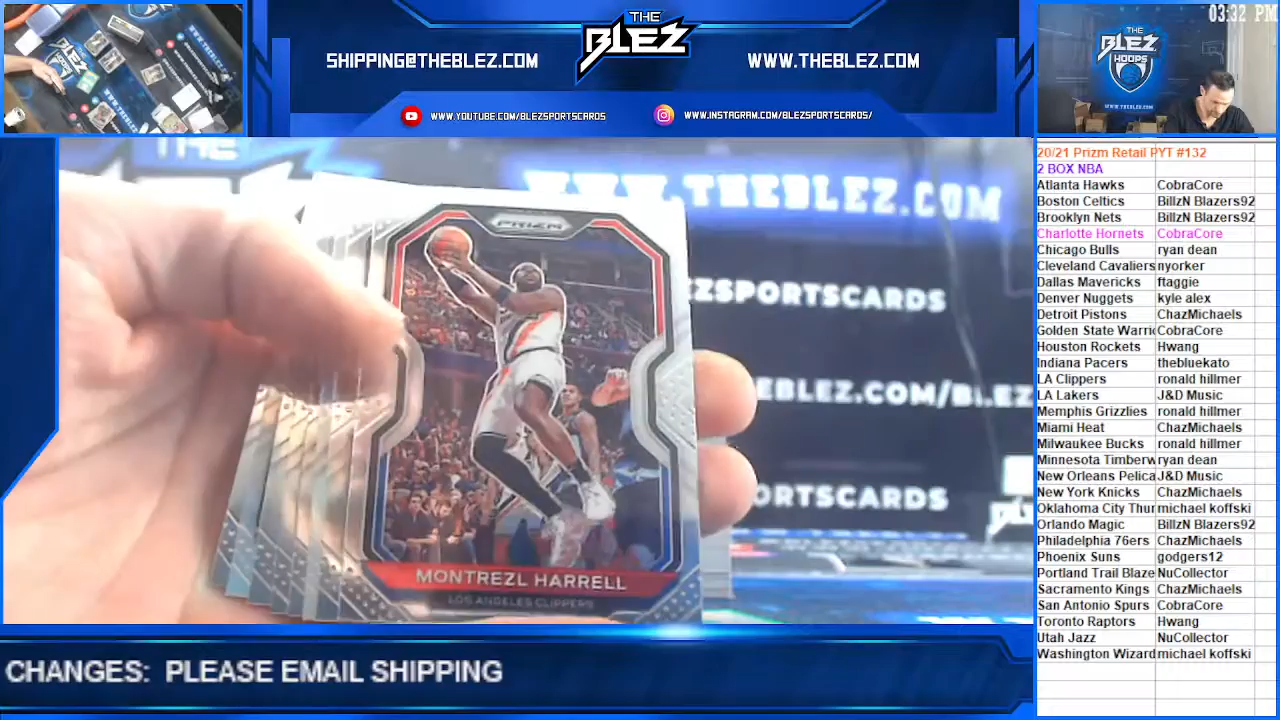 03:32 PM
THE
BLEZ
SHIPPING@THEBLEZ.COM
WWW.THEBLEZ.COM
WWW.YOUTUBE.COM/BLEZSPORTSCARDS
WWW.INSTAGRAM.COM/BLEZSPORTSCARDS/
THE
BLEZ
HOOPS
WWW.THEBLEZ.COM
THE
WWW.THEBLEZ.COM
ZSPORTSCARDS
EBLEZ.COM/BLEZ
PORTSCARDS
PRIZM
MONTREZL HARRELL
LOS ANGELES CLIPPERS
20/21 Prizm Retail PYT #132
2 BOX NBA
Atlanta Hawks CobraCore
Boston Celtics BillzN Blazers92
Brooklyn Nets BillzN Blazers92
Charlotte Hornets CobraCore
Chicago Bulls ryan dean
Cleveland Cavaliers nyorker
Dallas Mavericks ftaggie
Denver Nuggets kyle alex
Detroit Pistons ChazMichaels
Golden State Warri CobraCore
Houston Rockets Hwang
Indiana Pacers thebluekato
LA Clippers ronald hillmer
LA Lakers J&D Music
Memphis Grizzlies ronald hillmer
Miami Heat ChazMichaels
Milwaukee Bucks ronald hillmer
Minnesota Timberw ryan dean
New Orleans Pelica J&D Music
New York Knicks ChazMichaels
Oklahoma City Thun michael koffski
Orlando Magic BillzN Blazers92
Philadelphia 76ers ChazMichaels
Phoenix Suns godgers12
Portland Trail Blaze NuCollector
Sacramento Kings ChazMichaels
San Antonio Spurs CobraCore
Toronto Raptors Hwang
Utah Jazz NuCollector
Washington Wizard michael koffski
CHANGES: PLEASE EMAIL SHIPPING